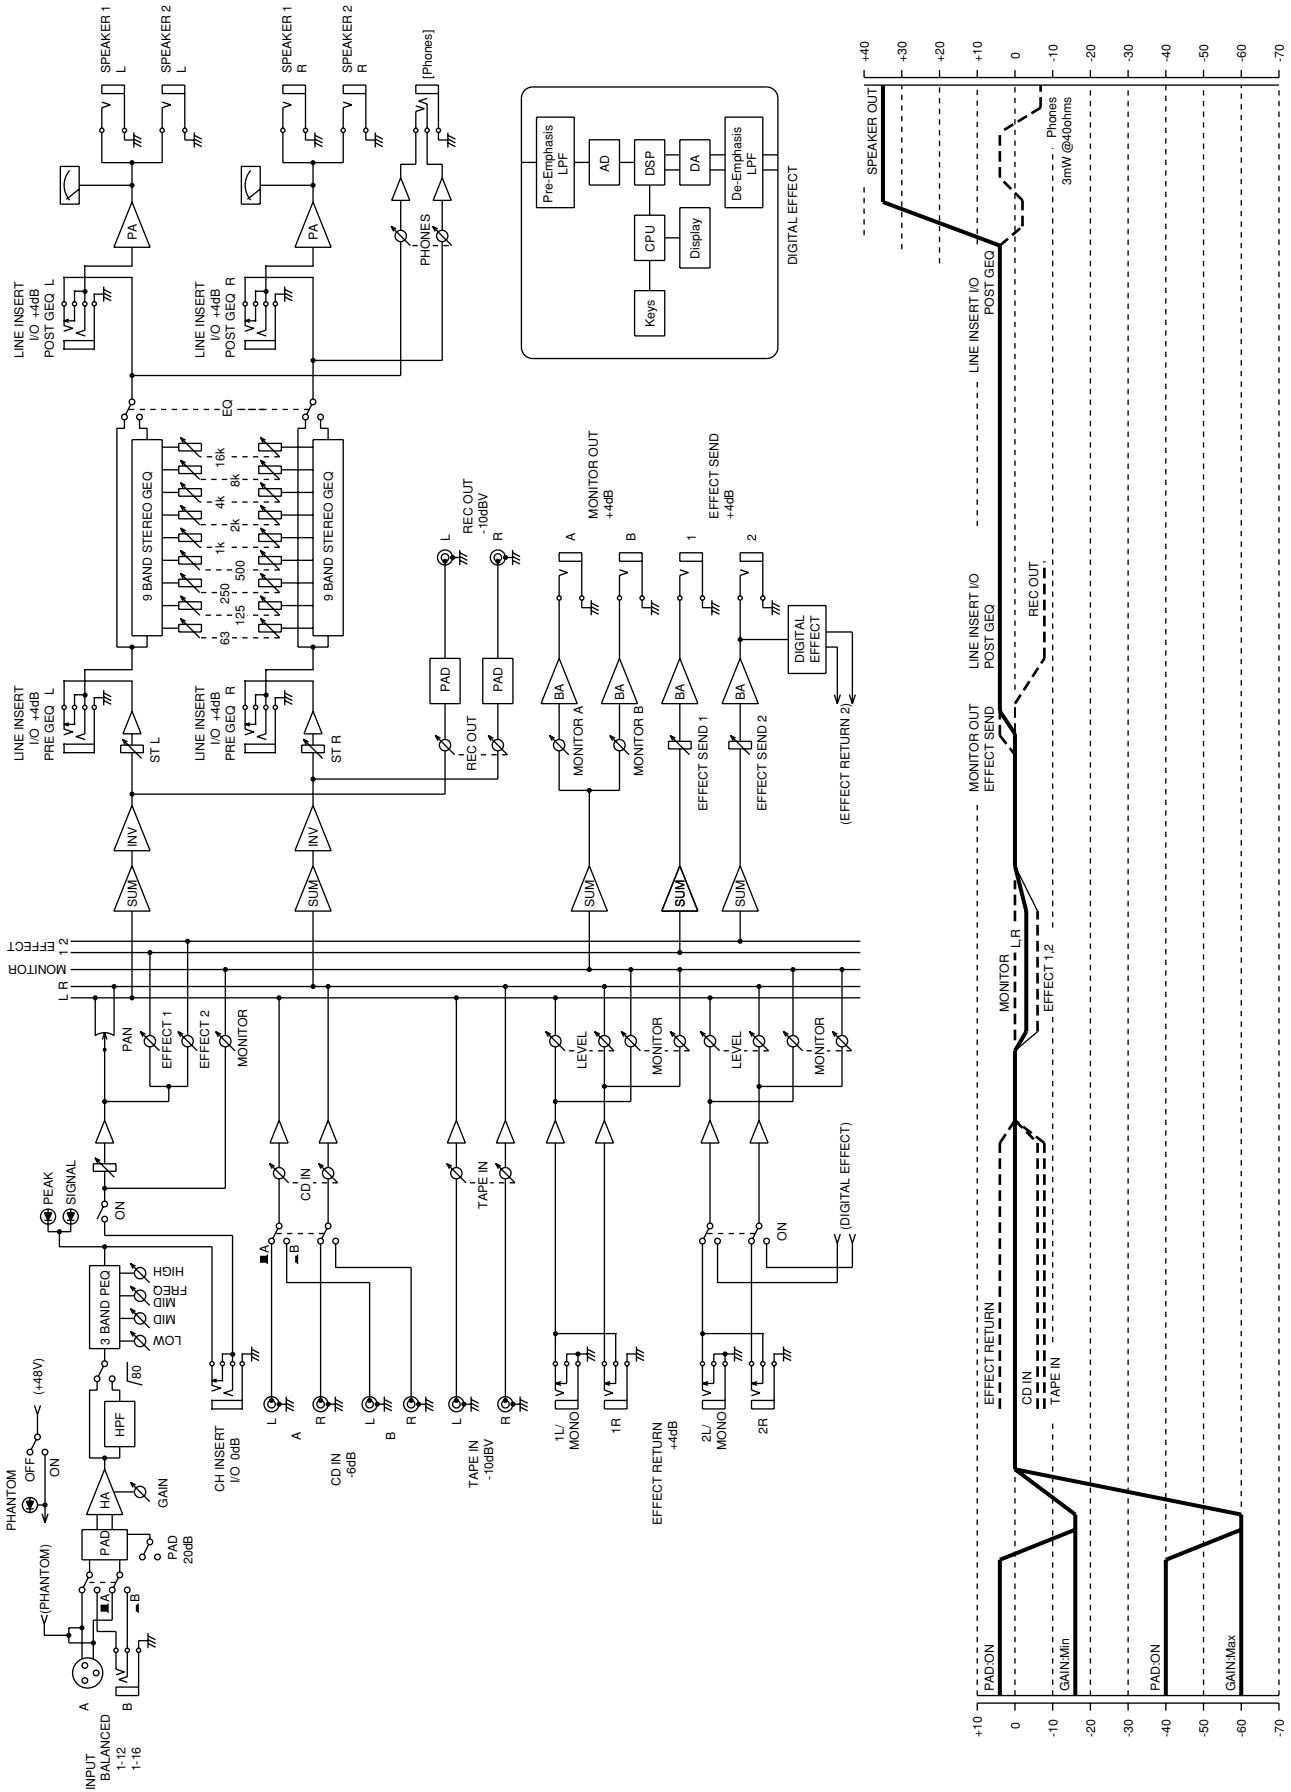 INPUT
BALANCED
1-12
1-16
A
B
(PHANTOM)
A
B
PAD
PAD
20dB
PHANTOM
OFF
ON
(+48V)
HA
GAIN
HPF
80
3 BAND PEQ
LOW
MID
MID
FREQ
HIGH
PEAK
SIGNAL
ON
CH INSERT
I/O 0dB
PAN
EFFECT 1
EFFECT 2
MONITOR
CD IN
-6dB
A
L
R
B
L
R
A
B
CD IN
TAPE IN
-10dBV
L
R
TAPE IN
EFFECT RETURN
+4dB
1L/
MONO
1R
2L/
MONO
2R
ON
(DIGITAL EFFECT)
LEVEL
MONITOR
LEVEL
MONITOR
L R
MONITOR
1 2
EFFECT
SUM
INV
SUM
INV
SUM
SUM
SUM
ST L
ST R
LINE INSERT
I/O +4dB
PRE GEQ L
LINE INSERT
I/O +4dB
PRE GEQ R
REC OUT
PAD
PAD
L
R
REC OUT
-10dBV
MONITOR A
MONITOR B
EFFECT SEND 1
EFFECT SEND 2
BA
BA
BA
BA
A
B
MONITOR OUT
+4dB
1
2
EFFECT SEND
+4dB
DIGITAL
EFFECT
(EFFECT RETURN 2)
9 BAND STEREO GEQ
63
125
250
500
1k
2k
4k
8k
16k
9 BAND STEREO GEQ
EQ
LINE INSERT
I/O +4dB
POST GEQ L
LINE INSERT
I/O +4dB
POST GEQ R
PA
PA
PHONES
SPEAKER 1
L
SPEAKER 2
L
SPEAKER 1
R
SPEAKER 2
R
[Phones]
Pre-Emphasis
LPF
AD
DSP
DA
De-Emphasis
LPF
CPU
Display
Keys
DIGITAL EFFECT
+10
0
-10
-20
-30
-40
-50
-60
-70
PAD:ON
GAIN:Min
PAD:ON
GAIN:Max
EFFECT RETURN
CD IN
TAPE IN
MONITOR
L,R
EFFECT 1,2
MONITOR OUT
EFFECT SEND
LINE INSERT I/O
POST GEQ
REC OUT
LINE INSERT I/O
POST GEQ
SPEAKER OUT
Phones
3mW @40ohms
+40
+30
+20
+10
0
-10
-20
-30
-40
-50
-60
-70